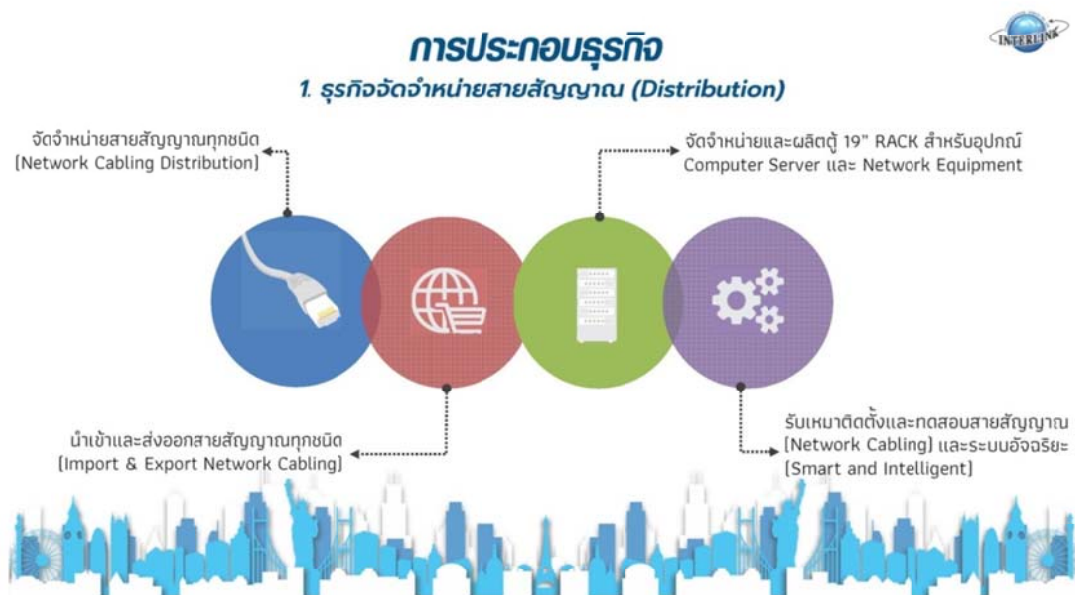 การประกอบธุรกิจ
INTERLINK
1. ธุรกิจจัดจำหน่ายสายสัญญาณ (Distribution)
จัดจำหน่ายสายสัญญาณทุกชนิด
(Network Cabling Distribution)
จัดจำหน่ายและผลิตตู้ 19" RACK สำหรับอุปกรณ์
Computer Server และ Network Equipment
นำเข้าและส่งออกสายสัญญาณทุกชนิด
(Import & Export Network Cabling)
รับเหมาติดตั้งและทดสอบสายสัญญาณ
(Network Cabling) และระบบอัจฉริยะ
(Smart and Intelligent)